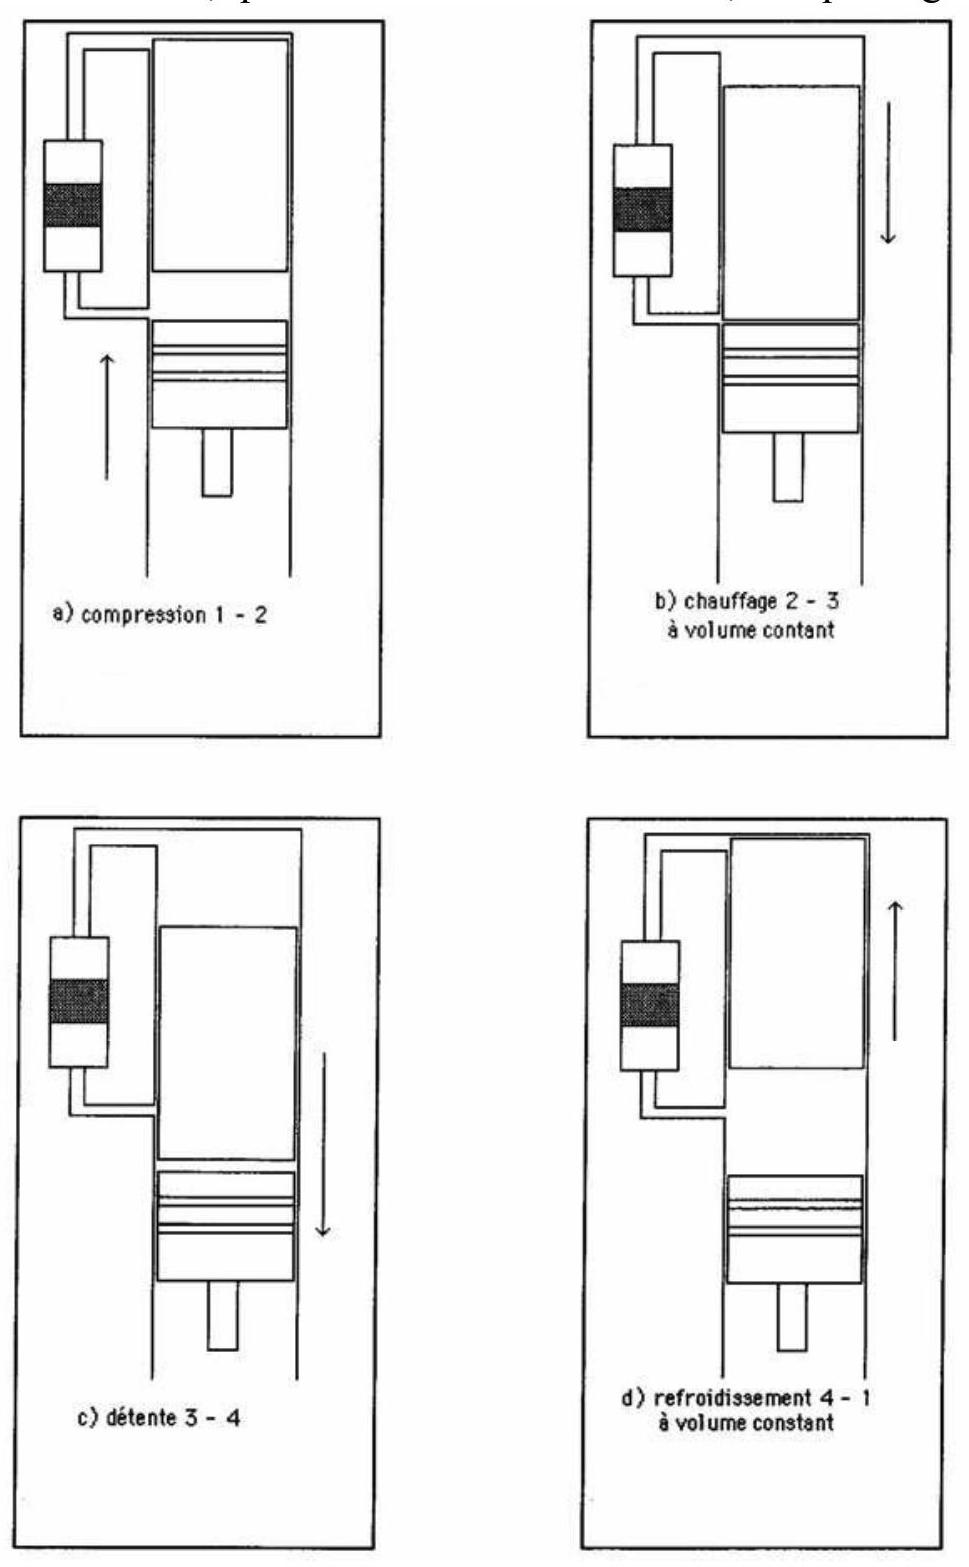 a) compression 1 - 2
b) chauffage 2 - 3
à volume contant
c) détente 3 - 4
d) refroidissement 4 - 1
à volume constant